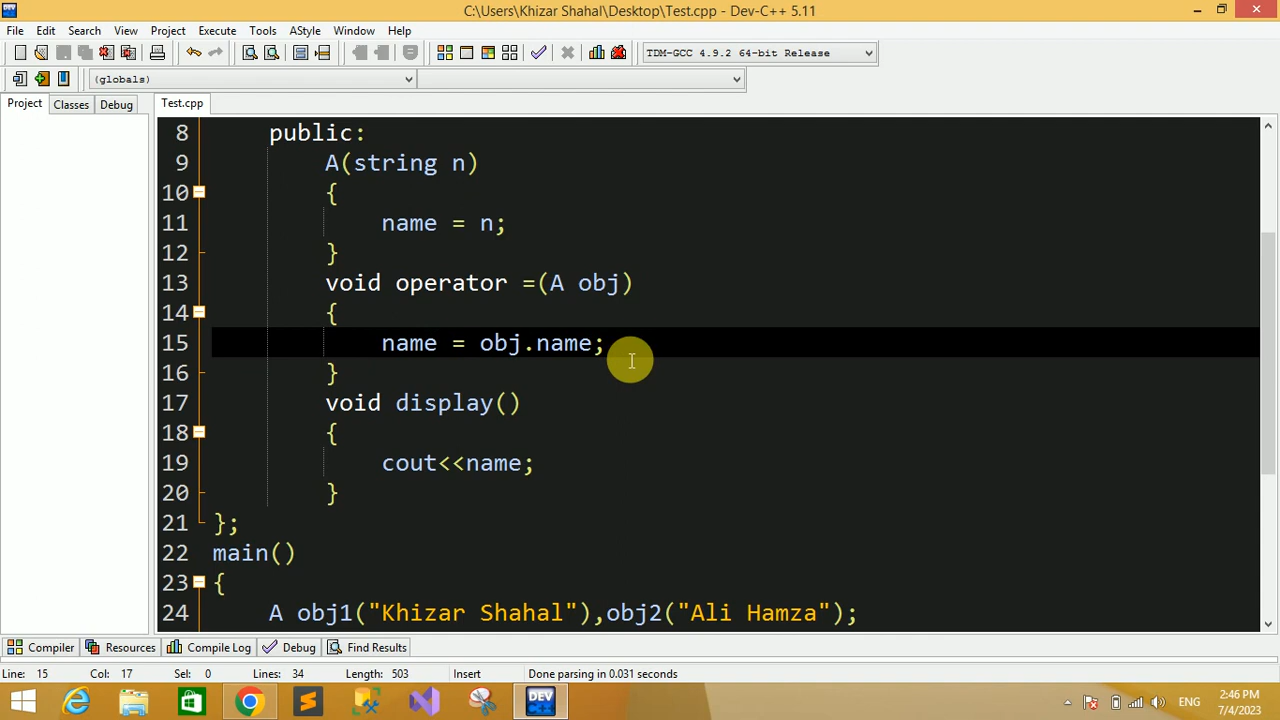 C:\Users\Khizar Shahal\Desktop\Test.cpp - Dev-C++ 5.11
File Edit Search View Project Execute Tools AStyle Window Help
TDM-GCC 4.9.2 64-bit Release
(globals)
Project Classes Debug Test.cpp
8 public:
9 A(string n)
10 {
11 name = n;
12 }
13 void operator =(A obj)
14 {
15 name = obj.name;
16 }
17 void display()
18 {
19 cout<<name;
20 }
21 };
22 main()
23 {
24 A obj1("Khizar Shahal"),obj2("Ali Hamza");
Compiler Resources Compile Log Debug Find Results
Line: 15 Col: 17 Sel: 0 Lines: 34 Length: 503 Insert Done parsing in 0.031 seconds
DEV
ENG
2:46 PM
7/4/2023